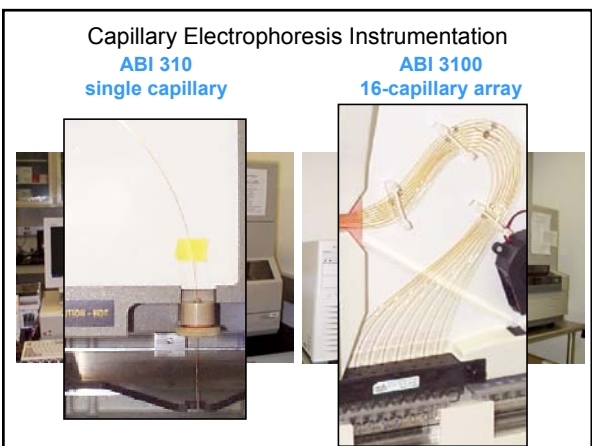 Capillary Electrophoresis Instrumentation
ABI 310
single capillary
ABI 3100
16-capillary array